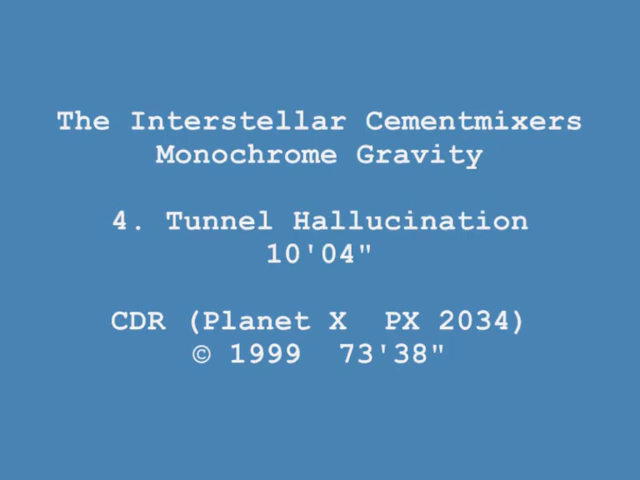 The Interstellar Cementmixers
Monochrome Gravity
4. Tunnel Hallucination
10'04"
CDR (Planet X  PX 2034)
© 1999  73'38"